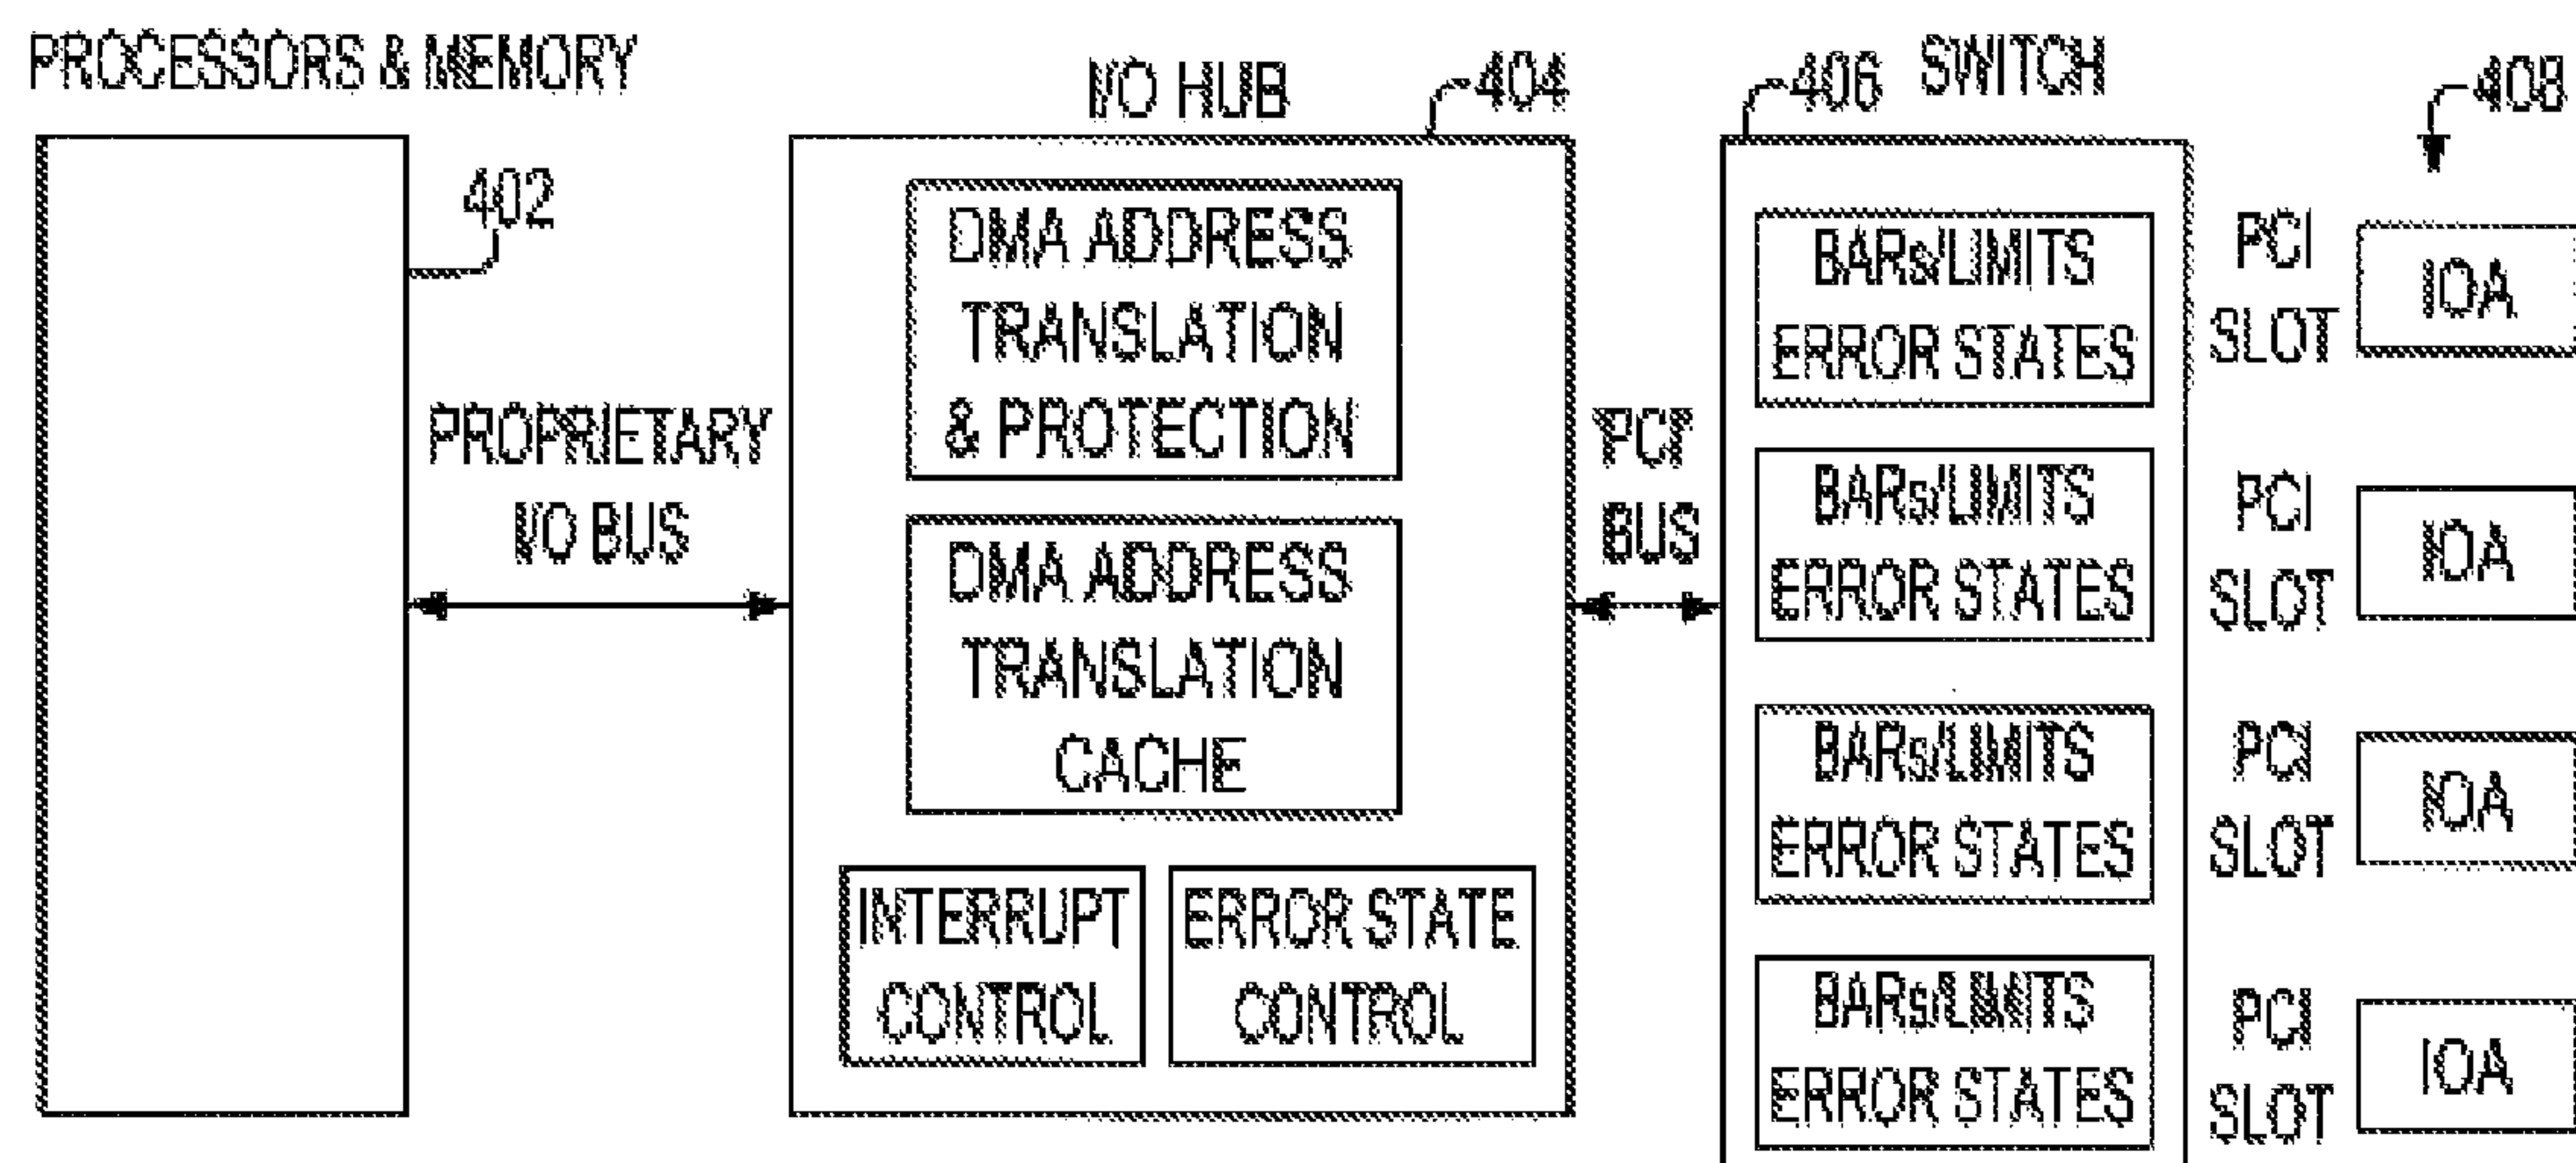 PROCESSORS & MEMORY
402
PROPRIETARY
I/O BUS
I/O HUB
404
DMA ADDRESS
TRANSLATION
& PROTECTION
DMA ADDRESS
TRANSLATION
CACHE
INTERRUPT
CONTROL
ERROR STATE
CONTROL
PCI
BUS
406
SWITCH
BARs/LIMITS
ERROR STATES
BARs/LIMITS
ERROR STATES
BARs/LIMITS
ERROR STATES
BARs/LIMITS
ERROR STATES
408
PCI
SLOT
IOA
PCI
SLOT
IOA
PCI
SLOT
IOA
PCI
SLOT
IOA